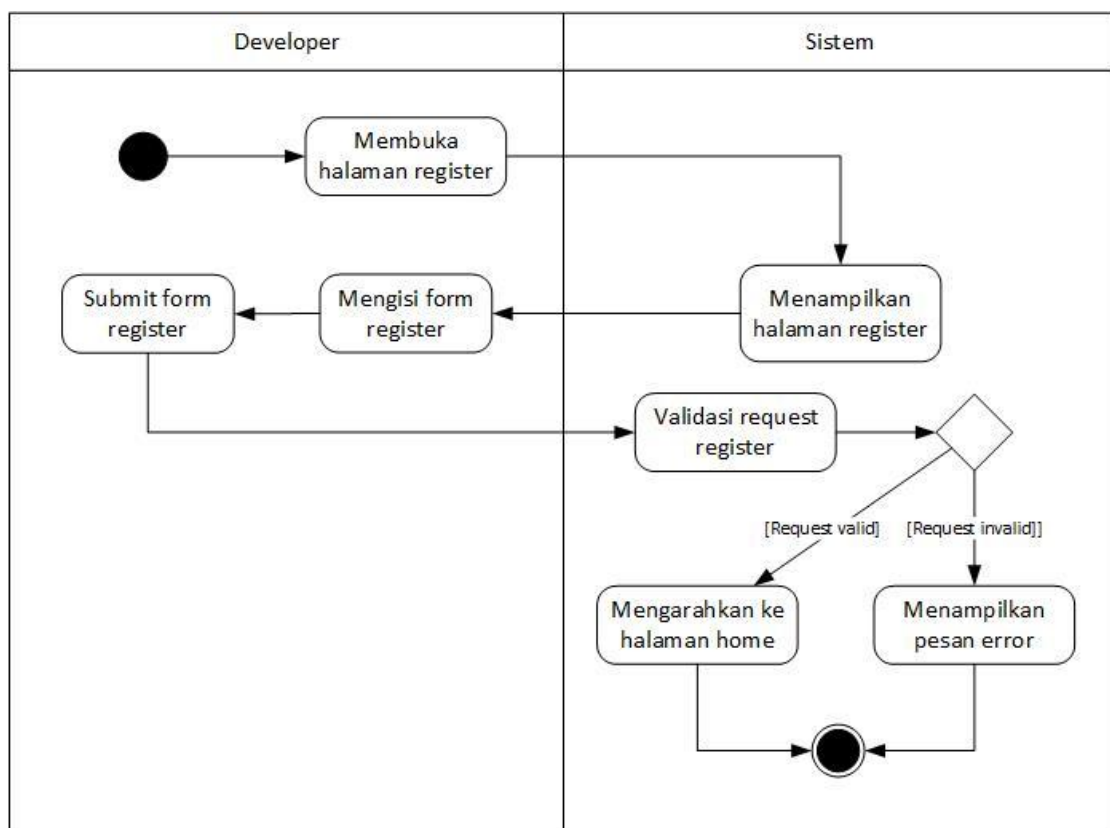 Developer
Sistem
Membuka
halaman register
Menampilkan
halaman register
Mengisi form
register
Submit form
register
Validasi request
register
[Request valid]
[Request invalid]]
Mengarahkan ke
halaman home
Menampilkan
pesan error